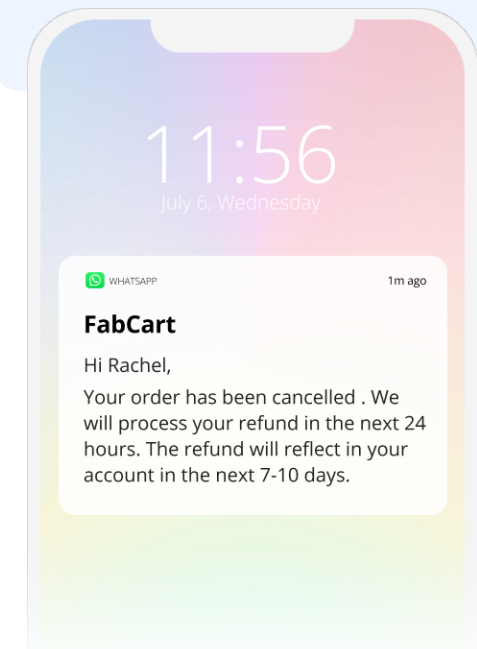 11:56
July 6, Wednesday
WHATSAPP 1m ago
FabCart
Hi Rachel,
Your order has been cancelled . We
will process your refund in the next 24
hours. The refund will reflect in your
account in the next 7-10 days.